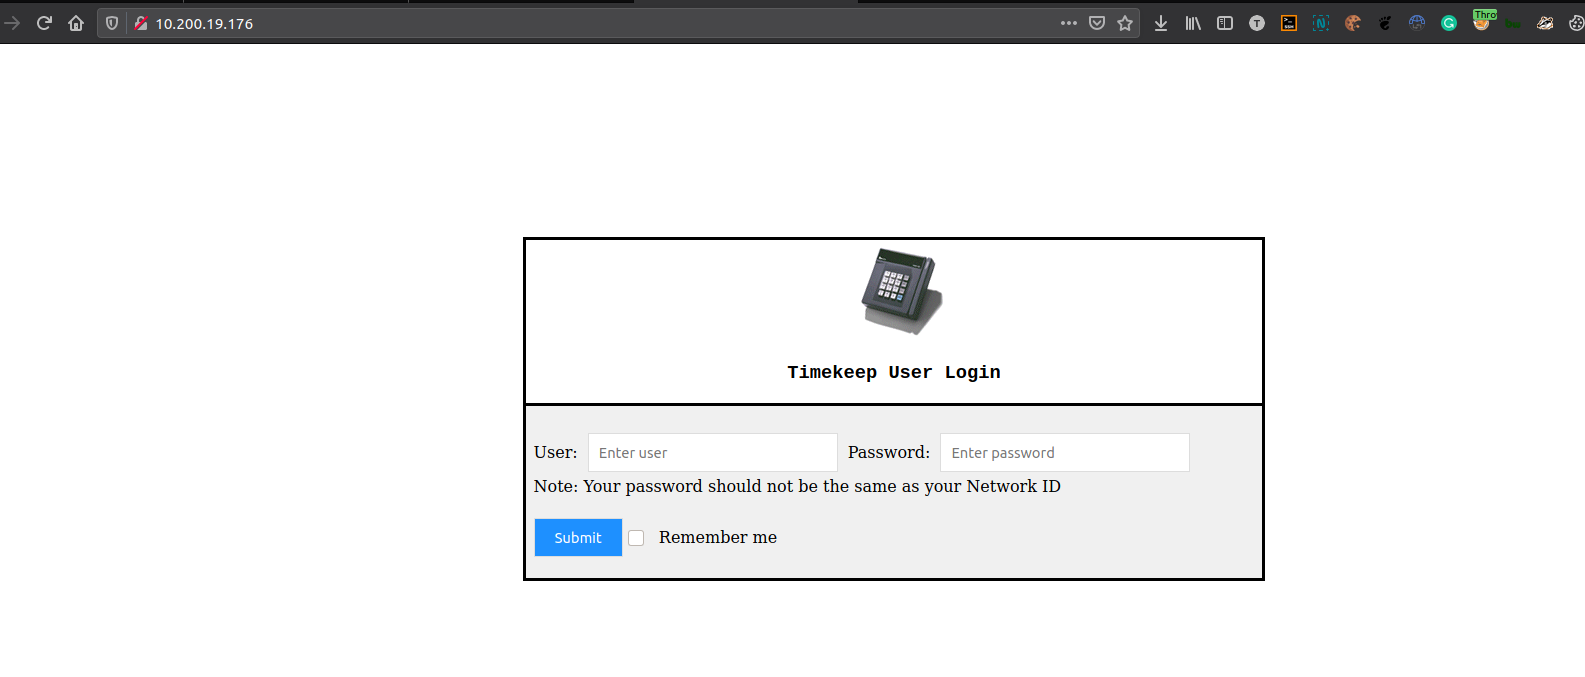 10.200.19.176
Thro
Timekeep User Login
User: Enter user Password: Enter password
Note: Your password should not be the same as your Network ID
Submit Remember me